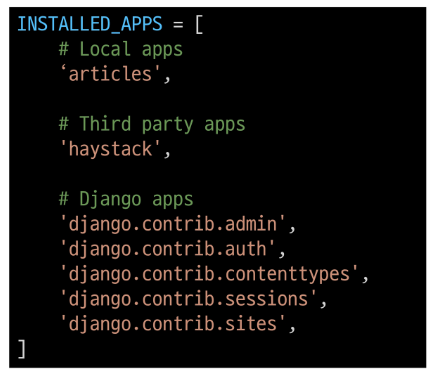 INSTALLED_APPS = [
    # Local apps
    ‘articles',

    # Third party apps
    'haystack',

    # Django apps
    'django.contrib.admin',
    'django.contrib.auth',
    'django.contrib.contenttypes',
    'django.contrib.sessions',
    'django.contrib.sites',
]